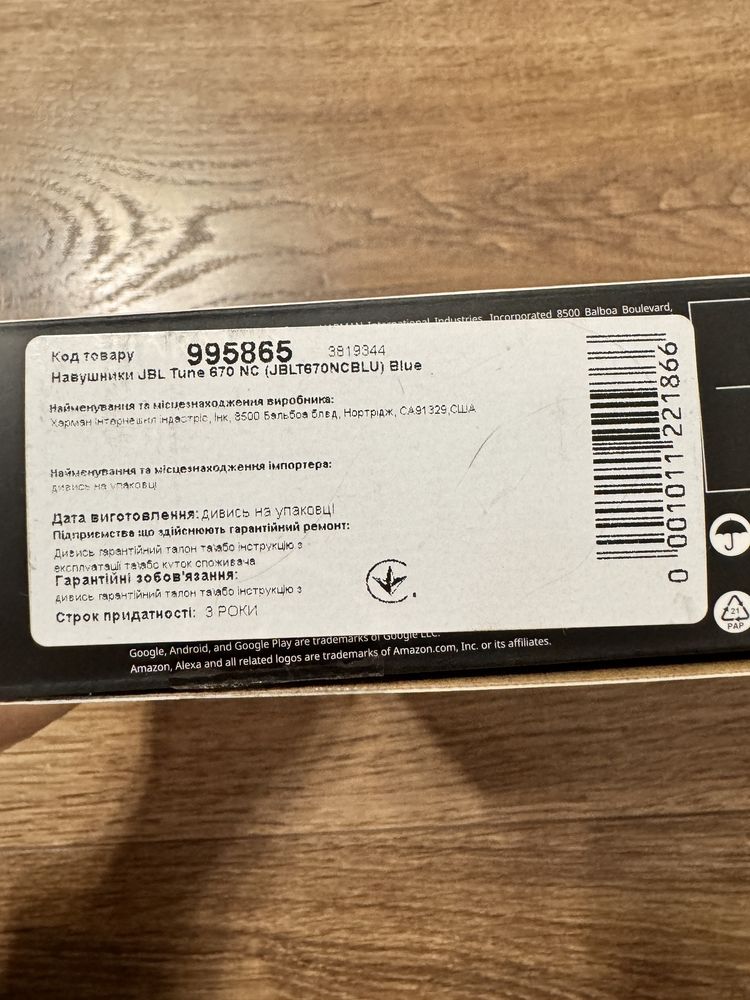 International Industries, Incorporated 8500 Balboa Boulevard,
Код товару 995865 3819344
Навушники JBL Tune 670 NC (JBLT670NCBLU) Blue
Найменування та місцезнаходження виробника:
Харман Інтернешнл Індастріс, Інк, 8500 Бальбоа блвд, Нортрідж, CA91329,США
Найменування та місцезнаходження імпортера:
дивись на упаковці
Дата виготовлення: дивись на упаковці
Підприємства що здійснюють гарантійний ремонт:
Дивись гарантійний талон та\або інструкцію з
експлуатації та\або куток споживача
Гарантійні зобов'язання:
дивись гарантійний талон та\або інструкцію з
Строк придатності: 3 РОКИ
0 001011 221866
21
PAP
Google, Android, and Google Play are trademarks of Google LLC.
Amazon, Alexa and all related logos are trademarks of Amazon.com, Inc. or its affiliates.